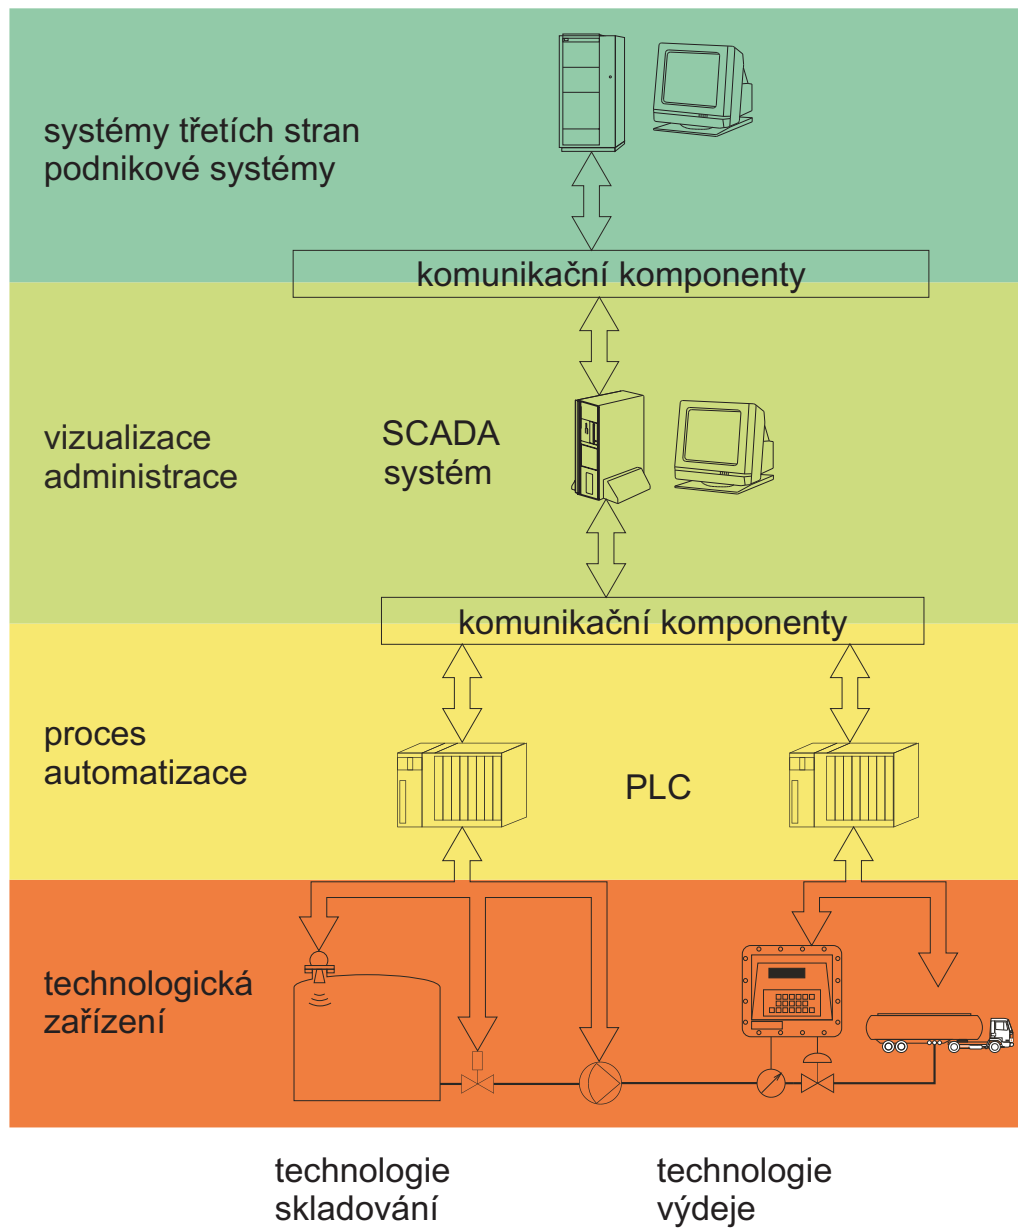 systémy třetích stran
podnikové systémy
komunikační komponenty
vizualizace
administrace
SCADA
systém
komunikační komponenty
proces
automatizace
PLC
technologická
zařízení
technologie
skladování
technologie
výdeje